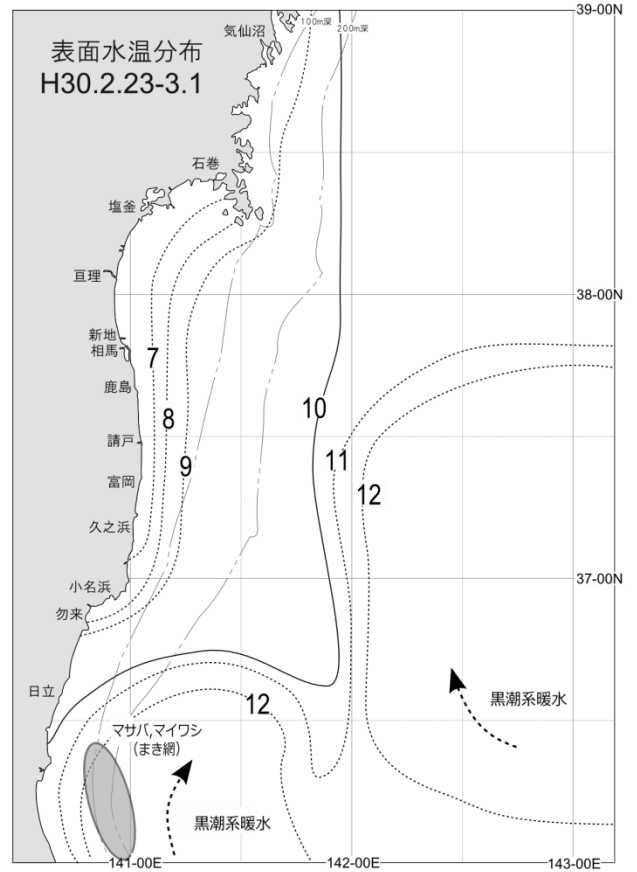 39-00N
表面水温分布
H30.2.23-3.1
気仙沼
100m深
200m深
石巻
塩釜
亘理
38-00N
新地
相馬
7
鹿島
8
10
請戸
9
11
富岡
12
久之浜
小名浜
37-00N
勿来
日立
12
黒潮系暖水
マサバ,マイワシ
(まき網)
黒潮系暖水
141-00E
142-00E
143-00E